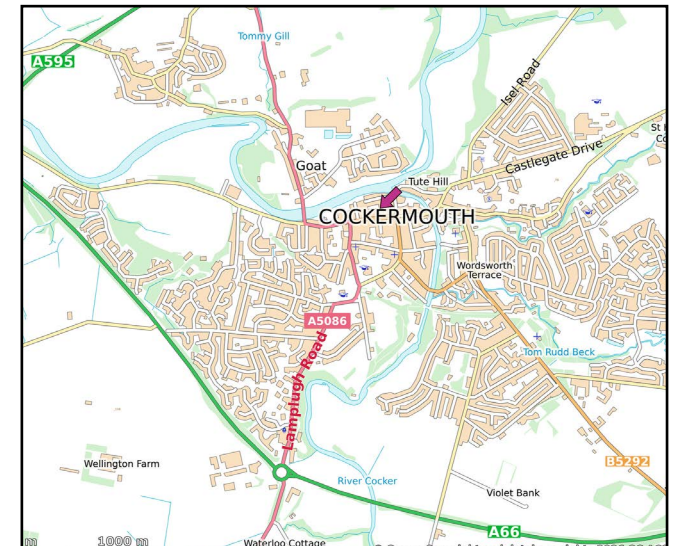 Tommy Gill
A595
Isel Road
St
Castlegate Drive
Goat
Tute Hill
COCKERMOUTH
Wordsworth
Terrace
A5086
Tom Rudd Beck
Lamplugh Road
B5292
Wellington Farm
River Cocker
Violet Bank
A66
m
1000 m
Waterloo Cottage